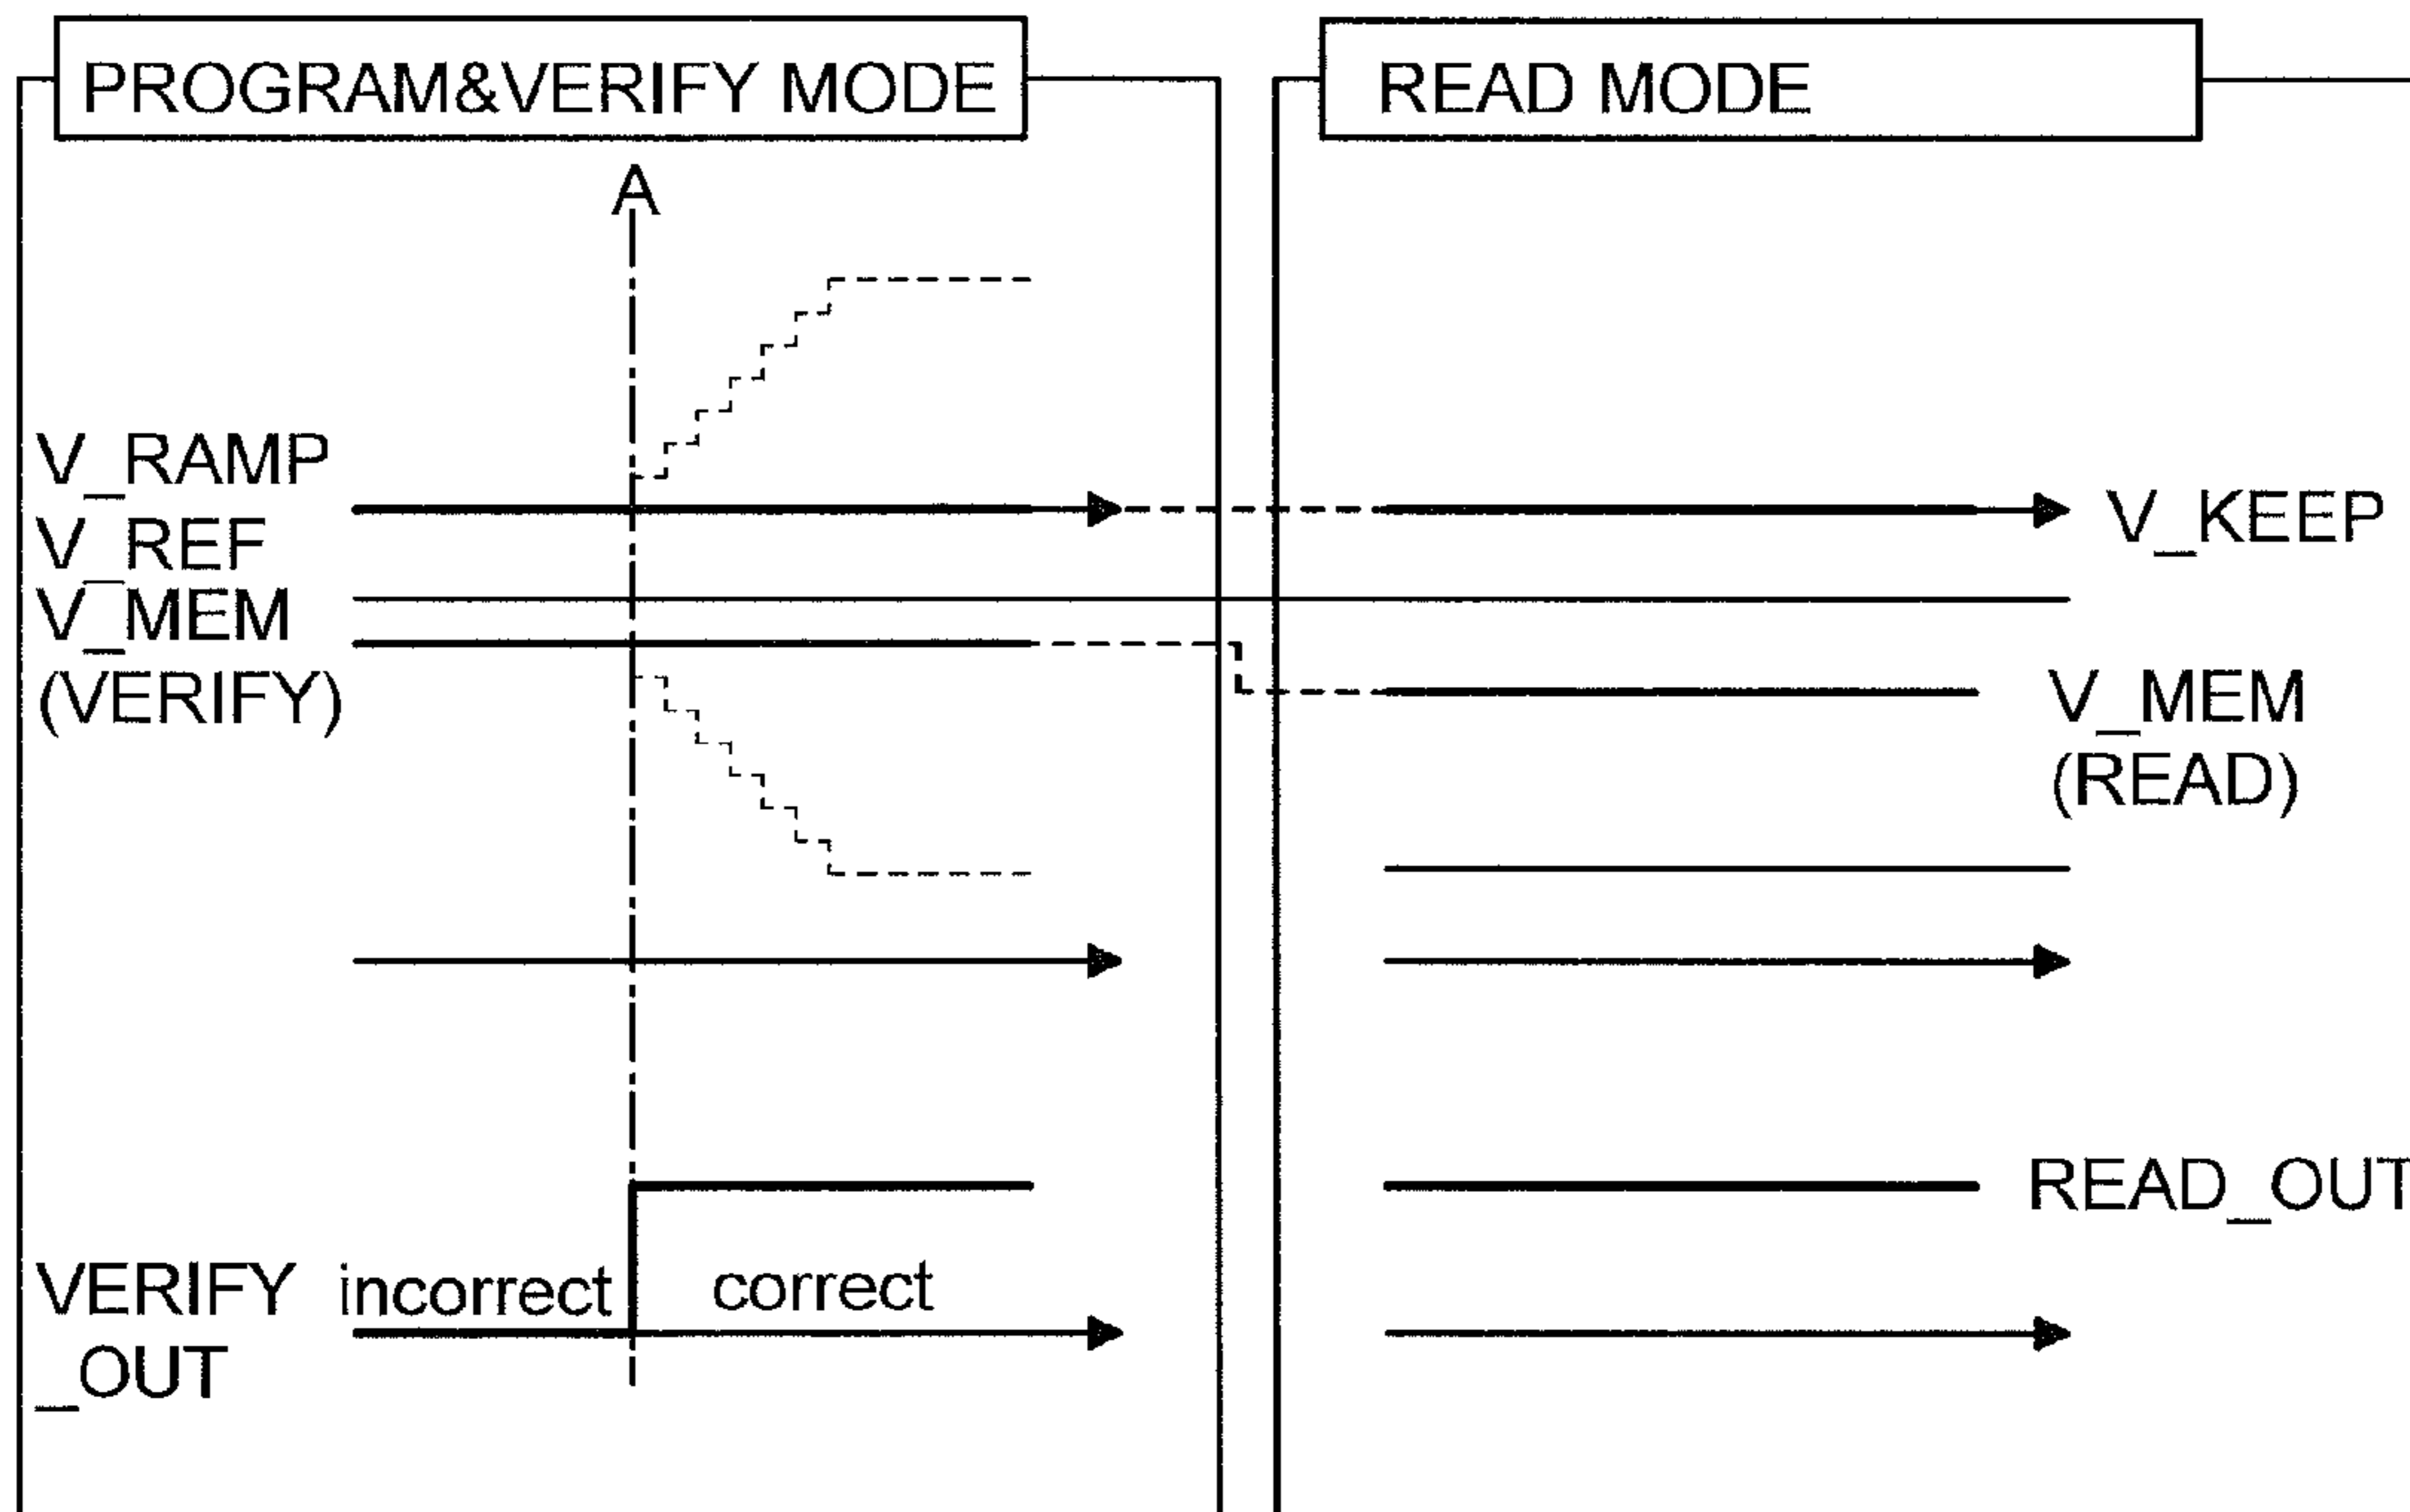 PROGRAM&VERIFY MODE
READ MODE
A
V_RAMP
V_REF
V_MEM
(VERIFY)
V_KEEP
V_MEM
(READ)
READ_OUT
VERIFY
_OUT
incorrect
correct